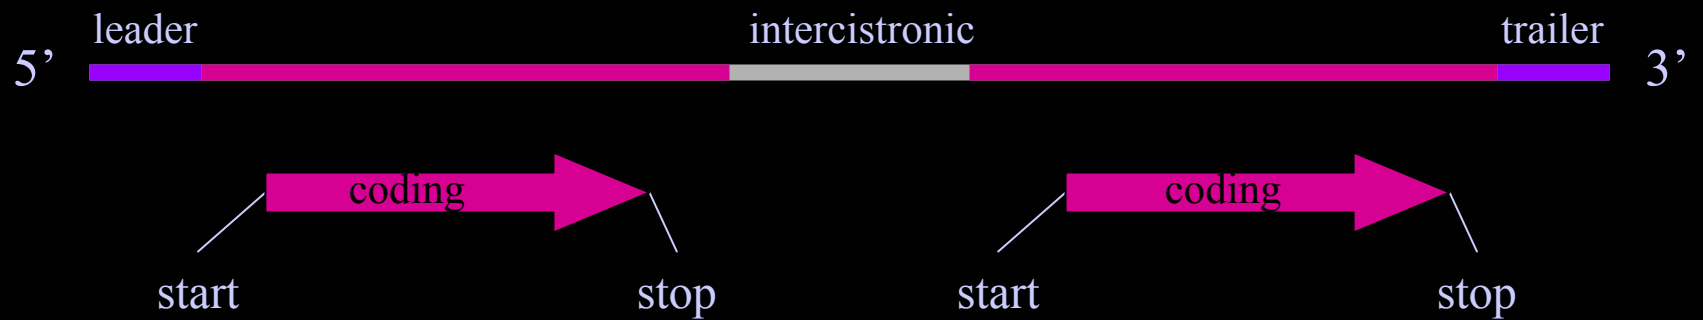 leader intercistronic trailer
5’ 3’
coding coding
start stop start stop